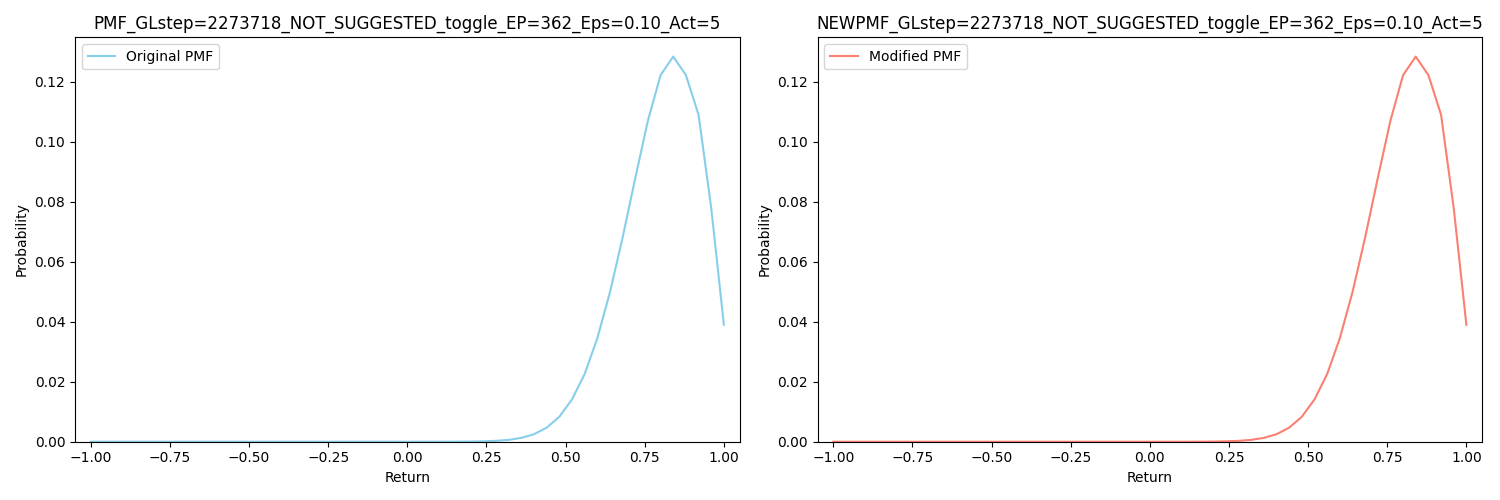 PMF_GLstep=2273718_NOT_SUGGESTED_toggle_EP=362_Eps=0.10_Act=5
Original PMF
Probability
0.12
0.10
0.08
0.06
0.04
0.02
0.00
−1.00 −0.75 −0.50 −0.25 0.00 0.25 0.50 0.75 1.00
Return
NEWPMF_GLstep=2273718_NOT_SUGGESTED_toggle_EP=362_Eps=0.10_Act=5
Modified PMF
Probability
0.12
0.10
0.08
0.06
0.04
0.02
0.00
−1.00 −0.75 −0.50 −0.25 0.00 0.25 0.50 0.75 1.00
Return